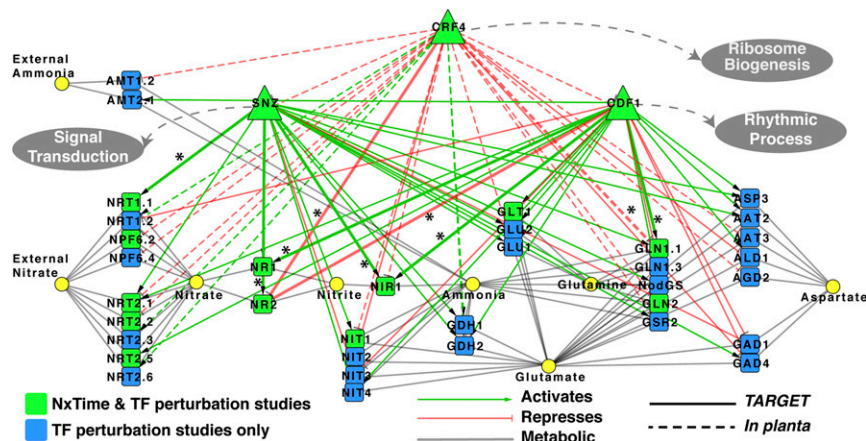 CRF4
External
Ammonia
AMT1.2
AMT2.1
Ribosome
Biogenesis
SNZ
CDF1
Signal
Transduction
Rhythmic
Process
*
*
*
*
*
*
*
*
*
*
NRT1.1
NRT1.2
NPF6.2
NPF6.4
External
Nitrate
NRT2.1
NRT2.2
NRT2.3
NRT2.5
NRT2.6
Nitrate
NR1
NR2
Nitrite
NIR1
NIT1
NIT2
NIT3
NIT4
Ammonia
GDH1
GDH2
GLT1
GLU2
GLU1
Glutamine
Glutamate
GLN1.1
GLN1.3
NodGS
GLN2
GSR2
ASP3
AAT2
AAT3
ALD1
AGD2
Aspartate
GAD1
GAD4
NxTime & TF perturbation studies
TF perturbation studies only
Activates
Represses
Metabolic
TARGET
In planta